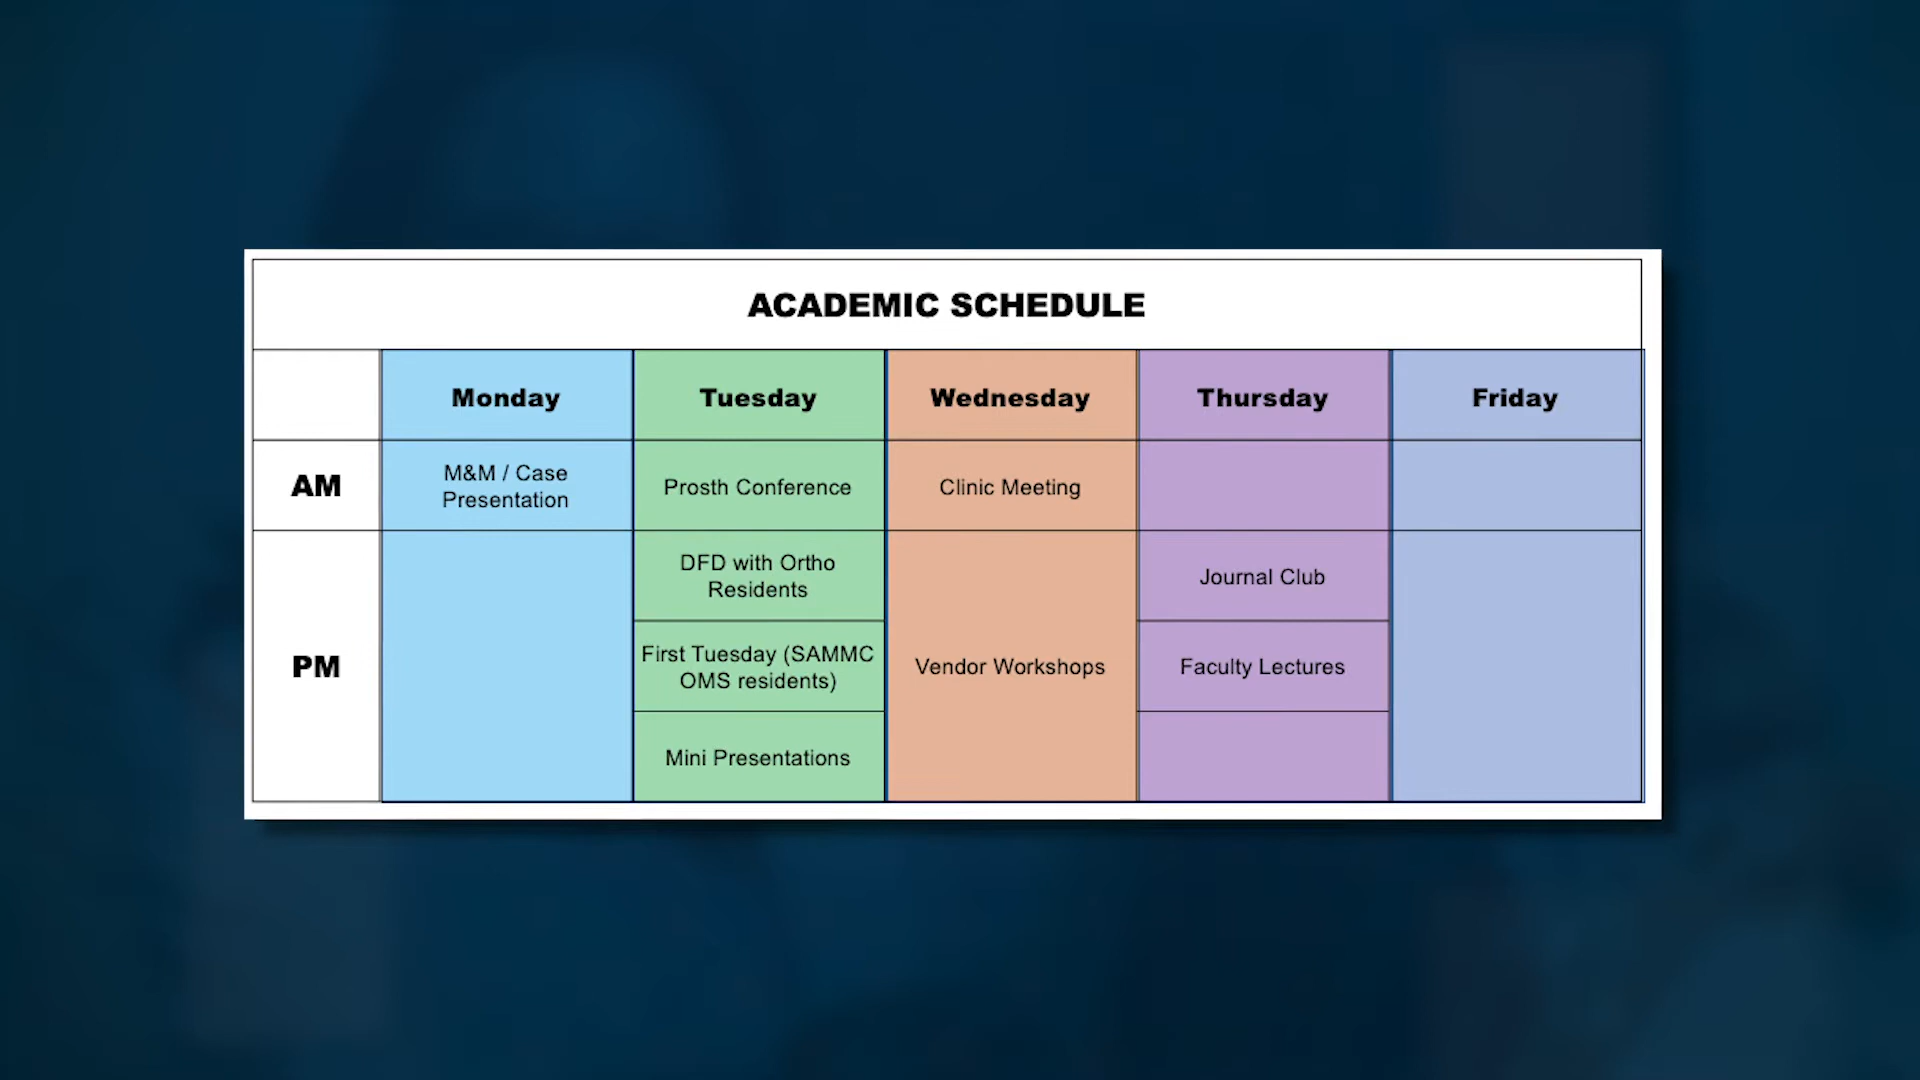 ACADEMIC SCHEDULE
Monday
Tuesday
Wednesday
Thursday
Friday
AM
M&M / Case
Presentation
Prosth Conference
Clinic Meeting
PM
DFD with Ortho
Residents
First Tuesday (SAMMC
OMS residents)
Mini Presentations
Vendor Workshops
Journal Club
Faculty Lectures